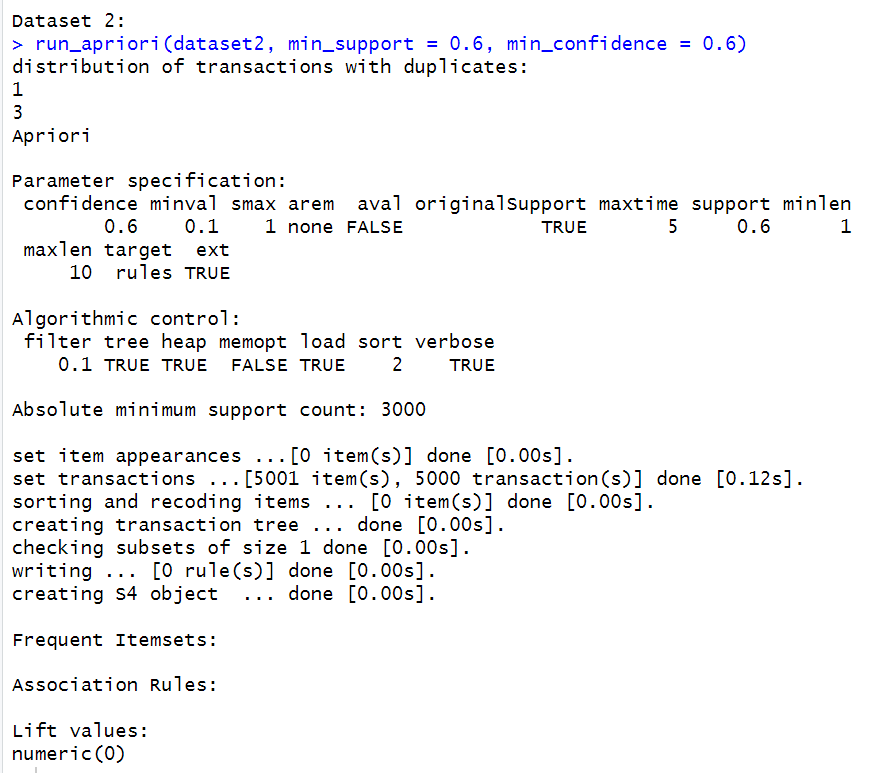 Dataset 2:
> run_apriori(dataset2, min_support = 0.6, min_confidence = 0.6)
distribution of transactions with duplicates:
1
3
Apriori
Parameter specification:
confidence minval smax arem  aval originalSupport maxtime support minlen
0.6    0.1    1 none FALSE            TRUE       5     0.6      1
maxlen target  ext
10  rules TRUE
Algorithmic control:
filter tree heap memopt load sort verbose
0.1 TRUE TRUE  FALSE TRUE    2    TRUE
Absolute minimum support count: 3000
set item appearances ...[0 item(s)] done [0.00s].
set transactions ...[5001 item(s), 5000 transaction(s)] done [0.12s].
sorting and recoding items ... [0 item(s)] done [0.00s].
creating transaction tree ... done [0.00s].
checking subsets of size 1 done [0.00s].
writing ... [0 rule(s)] done [0.00s].
creating S4 object  ... done [0.00s].
Frequent Itemsets:
Association Rules:
Lift values:
numeric(0)